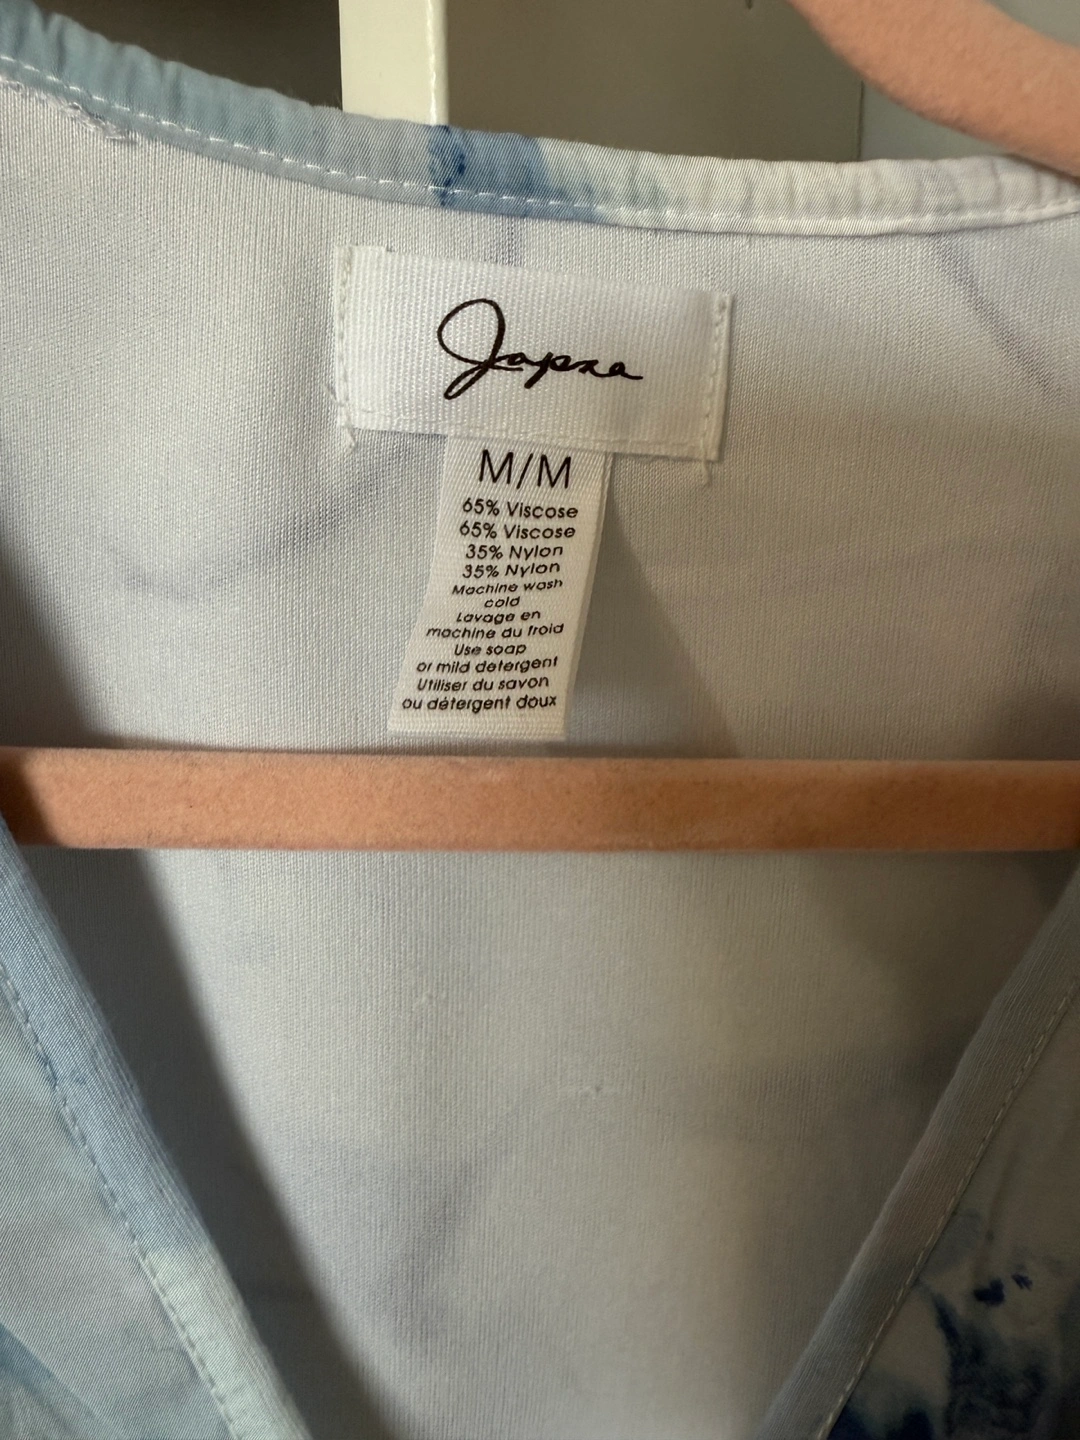 Japna
M/M
65% Viscose
65% Viscose
35% Nylon
35% Nylon
Machine wash
cold
Lavage en
machine du froid
Use soap
or mild detergent
Utiliser du savon
ou détergent doux